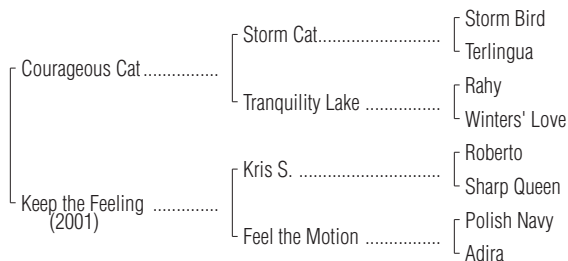 Storm Bird
Storm Cat................................
Terlingua
Courageous Cat...............
Rahy
Tranquility Lake ...................
Winters' Love
Roberto
Kris S. ....................................
Sharp Queen
Keep the Feeling .............
(2001)
Polish Navy
Feel the Motion ...................
Adira